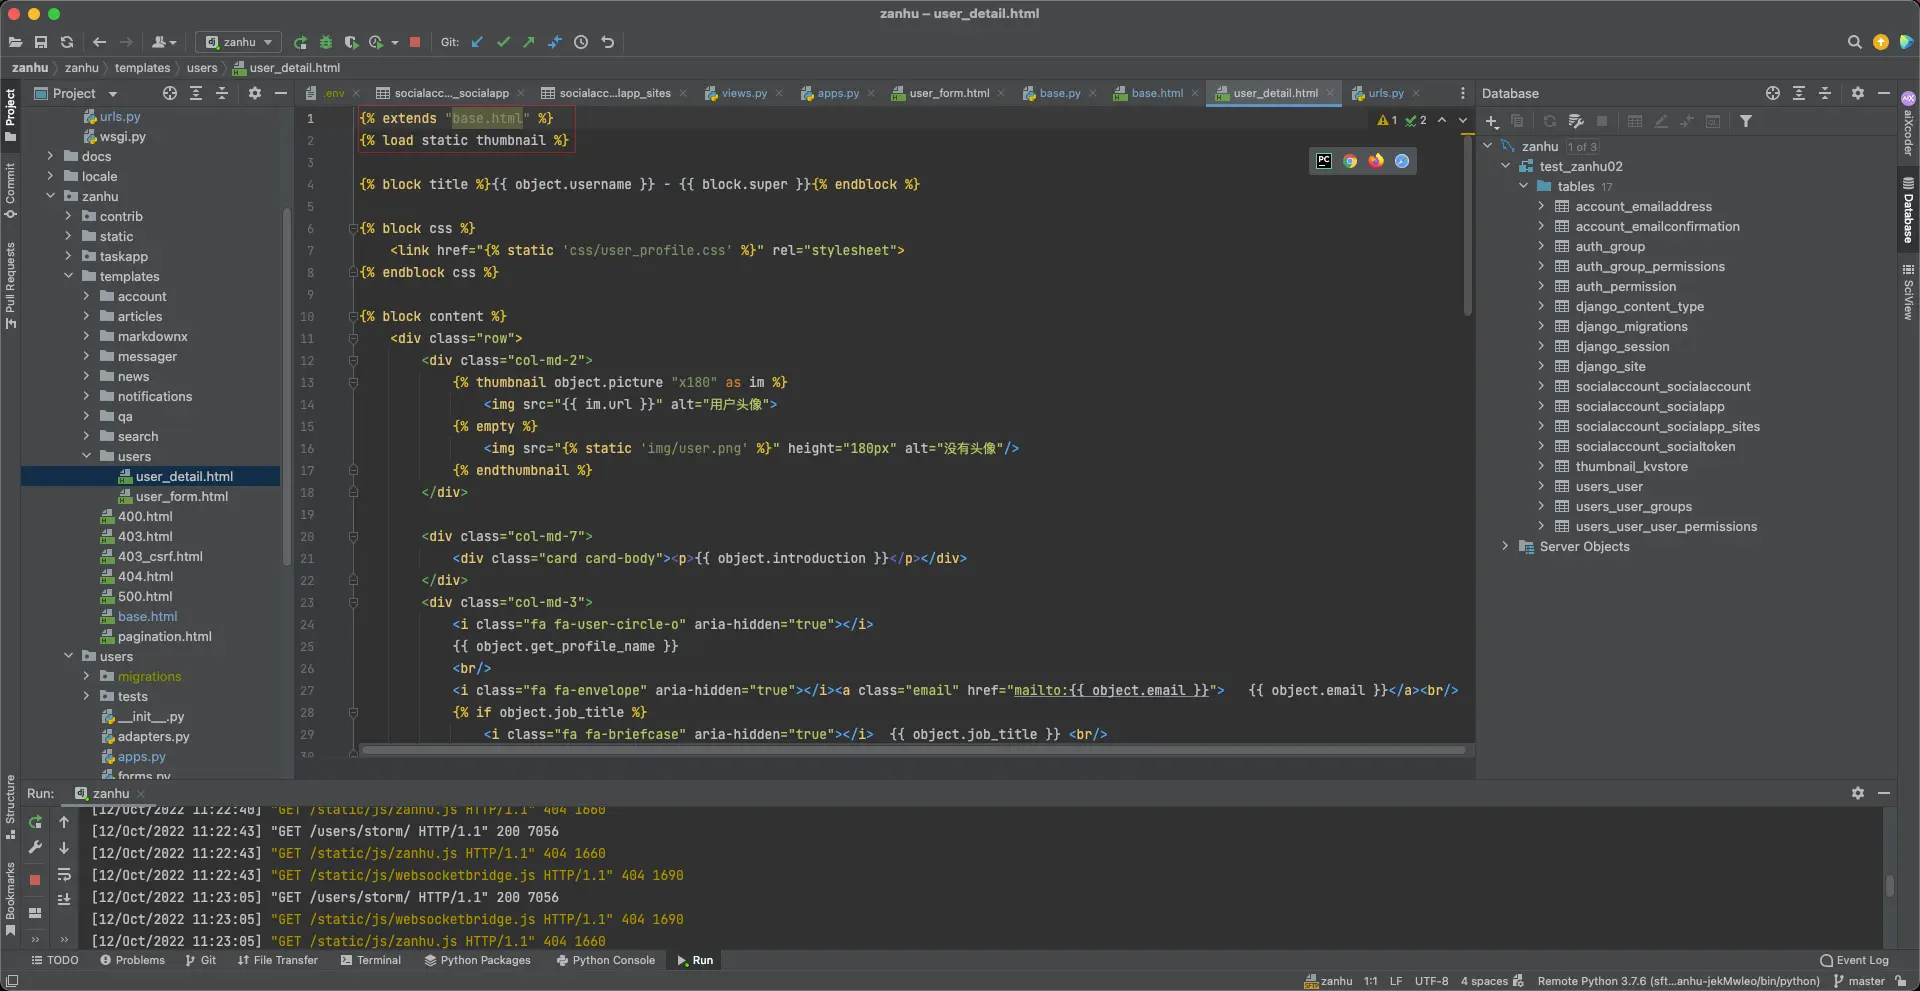 zanhu – user_detail.html
zanhu
Git:
zanhu
zanhu
templates
users
user_detail.html
Project
.env
socialacc..._socialapp
socialacc...lapp_sites
views.py
apps.py
user_form.html
base.py
base.html
user_detail.html
urls.py
Database
Project
Commit
Pull Requests
Structure
Bookmarks
aiXcoder
Database
SciView
urls.py
wsgi.py
docs
locale
zanhu
contrib
static
taskapp
templates
account
articles
markdownx
messager
news
notifications
qa
search
users
user_detail.html
user_form.html
400.html
403.html
403_csrf.html
404.html
500.html
base.html
pagination.html
users
migrations
tests
__init__.py
adapters.py
apps.py
forms.py
1 {% extends "base.html" %}
2 {% load static thumbnail %}
3
4 {% block title %}{{ object.username }} - {{ block.super }}{% endblock %}
5
6 {% block css %}
7 <link href="{% static 'css/user_profile.css' %}" rel="stylesheet">
8 {% endblock css %}
9
10 {% block content %}
11 <div class="row">
12 <div class="col-md-2">
13 {% thumbnail object.picture "x180" as im %}
14 <img src="{{ im.url }}" alt="用户头像">
15 {% empty %}
16 <img src="{% static 'img/user.png' %}" height="180px" alt="没有头像"/>
17 {% endthumbnail %}
18 </div>
19
20 <div class="col-md-7">
21 <div class="card card-body"><p>{{ object.introduction }}</p></div>
22 </div>
23 <div class="col-md-3">
24 <i class="fa fa-user-circle-o" aria-hidden="true"></i>
25 {{ object.get_profile_name }}
26 <br/>
27 <i class="fa fa-envelope" aria-hidden="true"></i><a class="email" href="mailto:{{ object.email }}">   {{ object.email }}</a><br/>
28 {% if object.job_title %}
29 <i class="fa fa-briefcase" aria-hidden="true"></i>  {{ object.job_title }} <br/>
30
1 2
PC
zanhu 1 of 3
test_zanhu02
tables 17
account_emailaddress
account_emailconfirmation
auth_group
auth_group_permissions
auth_permission
django_content_type
django_migrations
django_session
django_site
socialaccount_socialaccount
socialaccount_socialapp
socialaccount_socialapp_sites
socialaccount_socialtoken
thumbnail_kvstore
users_user
users_user_groups
users_user_user_permissions
Server Objects
Run: zanhu
[12/Oct/2022 11:22:40] "GET /static/js/zanhu.js HTTP/1.1" 404 1660
[12/Oct/2022 11:22:43] "GET /users/storm/ HTTP/1.1" 200 7056
[12/Oct/2022 11:22:43] "GET /static/js/zanhu.js HTTP/1.1" 404 1660
[12/Oct/2022 11:22:43] "GET /static/js/websocketbridge.js HTTP/1.1" 404 1690
[12/Oct/2022 11:23:05] "GET /users/storm/ HTTP/1.1" 200 7056
[12/Oct/2022 11:23:05] "GET /static/js/websocketbridge.js HTTP/1.1" 404 1690
[12/Oct/2022 11:23:05] "GET /static/js/zanhu.js HTTP/1.1" 404 1660
TODO
Problems
Git
File Transfer
Terminal
Python Packages
Python Console
Run
Event Log
zanhu
1:1
LF
UTF-8
4 spaces
Remote Python 3.7.6 (sft...anhu-jekMwleo/bin/python)
master